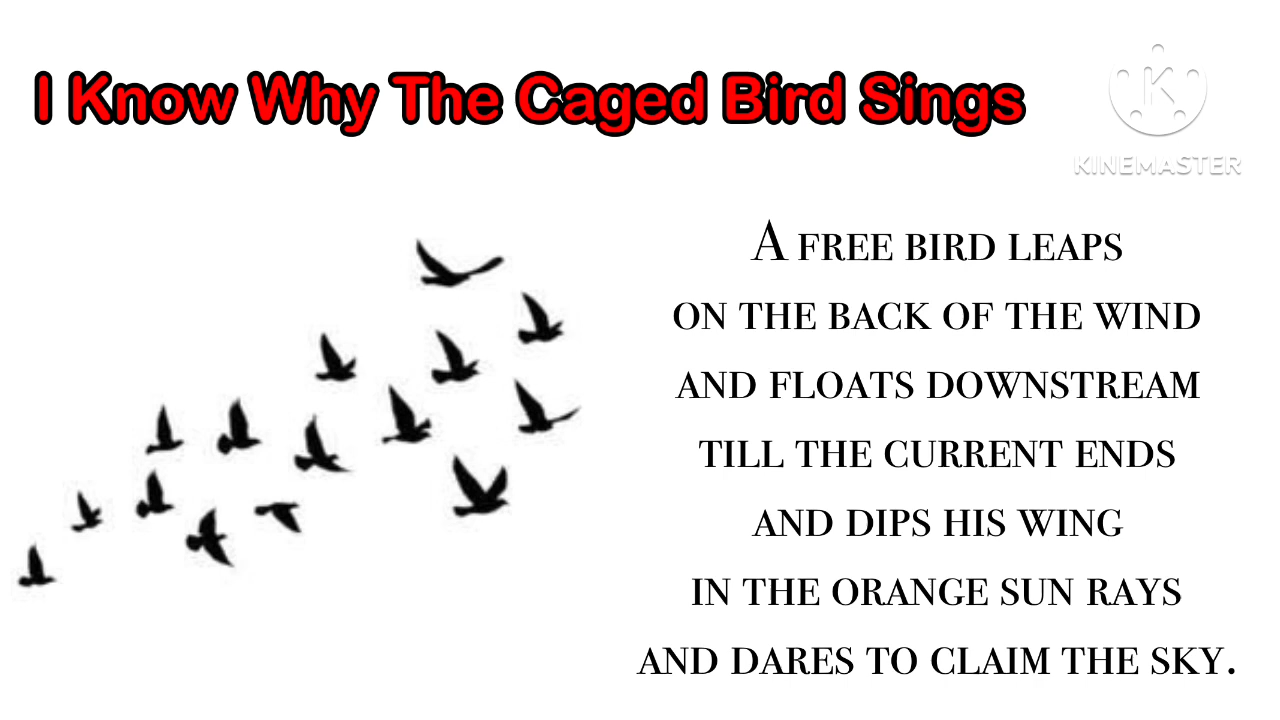 I Know Why The Caged Bird Sings
K
KINEMASTER
A FREE BIRD LEAPS
ON THE BACK OF THE WIND
AND FLOATS DOWNSTREAM
TILL THE CURRENT ENDS
AND DIPS HIS WING
IN THE ORANGE SUN RAYS
AND DARES TO CLAIM THE SKY.